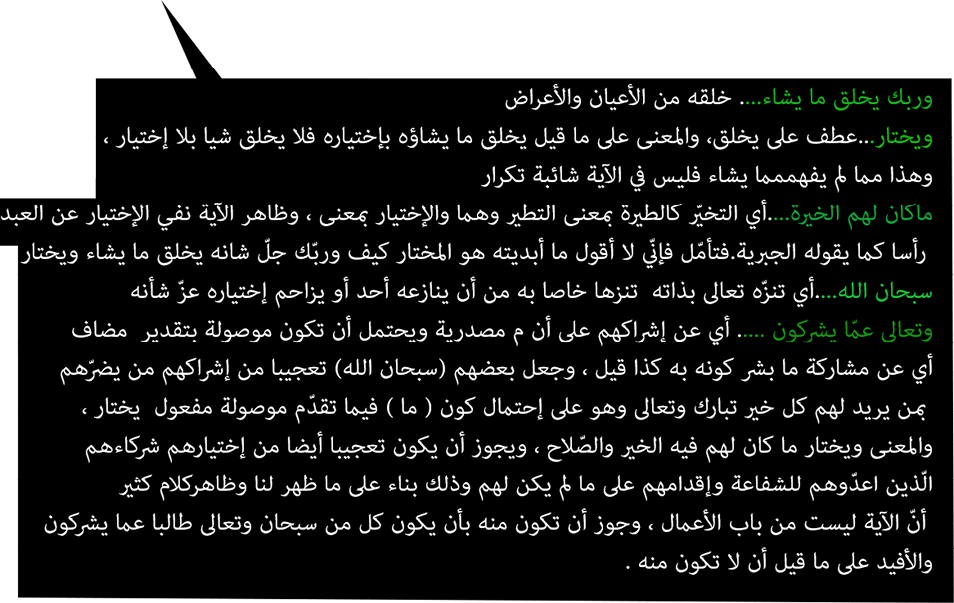 وربك يخلق ما يشاء.... خلقه من الأعيان والأعراض
ويختار...عطف على يخلق، والمعنى على ما قيل يخلق ما يشاؤه بإختياره فلا يخلق شيا بلا إختيار ،
وهذا مما لم يفهمممما يشاء فليس في الآية شائبة تكرار
ماكان لهم الخيرة....أي التخيّر كالطيرة بمعنى التطير وهما والإختيار بمعنى ، وظاهر الآية نفي الإختيار عن العبد
رأسا كما يقوله الجبرية.فتأمّل فإنّي لا أقول ما أبديته هو المختار كيف وربّك جلّ شانه يخلق ما يشاء ويختار
سبحان الله....أي تنزّه تعالى بذاته تنزها خاصا به من أن ينازعه أحد أو يزاحم إختياره عزّ شأنه
وتعالى عمّا يشركون ..... أي عن إشراكهم على أن م مصدرية ويحتمل أن تكون موصولة بتقدير مضاف
أي عن مشاركة ما بشر كونه به كذا قيل ، وجعل بعضهم (سبحان الله) تعجيبا من إشراكهم من يضرّهم
بمن يريد لهم كل خير تبارك وتعالى وهو على إحتمال كون ( ما ) فيما تقدّم موصولة مفعول يختار ،
والمعنى ويختار ما كان لهم فيه الخير والصّلاح ، ويجوز أن يكون تعجيبا أيضا من إختيارهم شركاءهم
الّذين اعدّوهم للشفاعة وإقدامهم على ما لم يكن لهم وذلك بناء على ما ظهر لنا وظاهركلام كثير
أنّ الآية ليست من باب الأعمال ، وجوز أن تكون منه بأن يكون كل من سبحان وتعالى طالبا عما يشركون
والأفيد على ما قيل أن لا تكون منه .